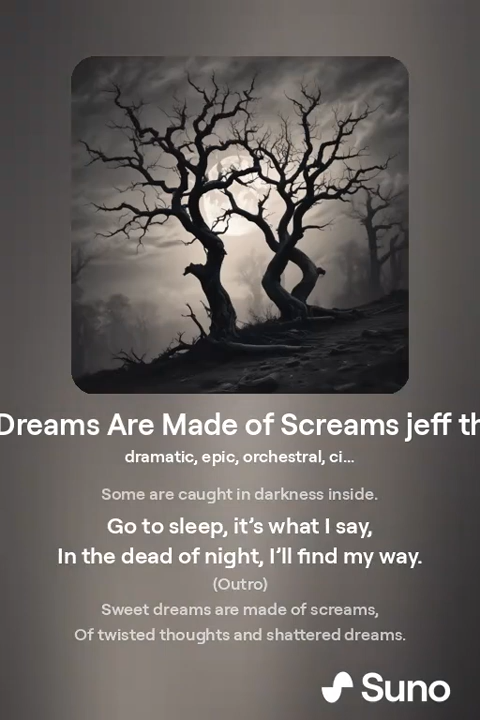 Dreams Are Made of Screams jeff th
dramatic, epic, orchestral, ci...
Some are caught in darkness inside.
Go to sleep, it's what I say,
In the dead of night, I'll find my way.
(Outro)
Sweet dreams are made of screams,
Of twisted thoughts and shattered dreams.
Suno